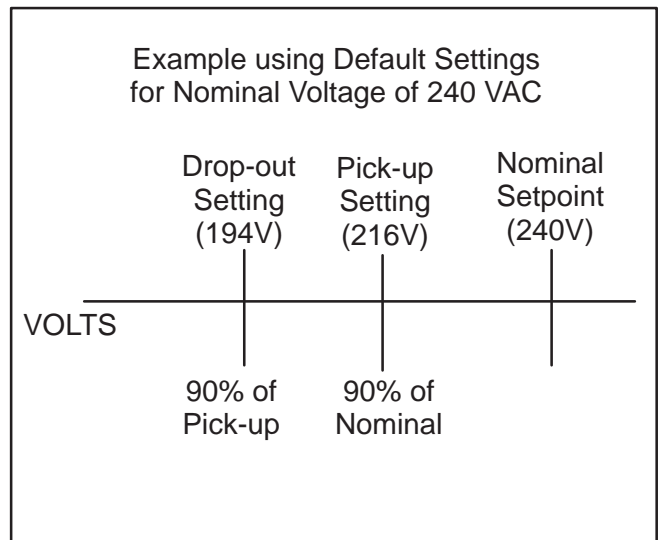 Example using Default Settings
for Nominal Voltage of 240 VAC
Drop-out
Setting
(194V)
Pick-up
Setting
(216V)
Nominal
Setpoint
(240V)
VOLTS
90% of
Pick-up
90% of
Nominal